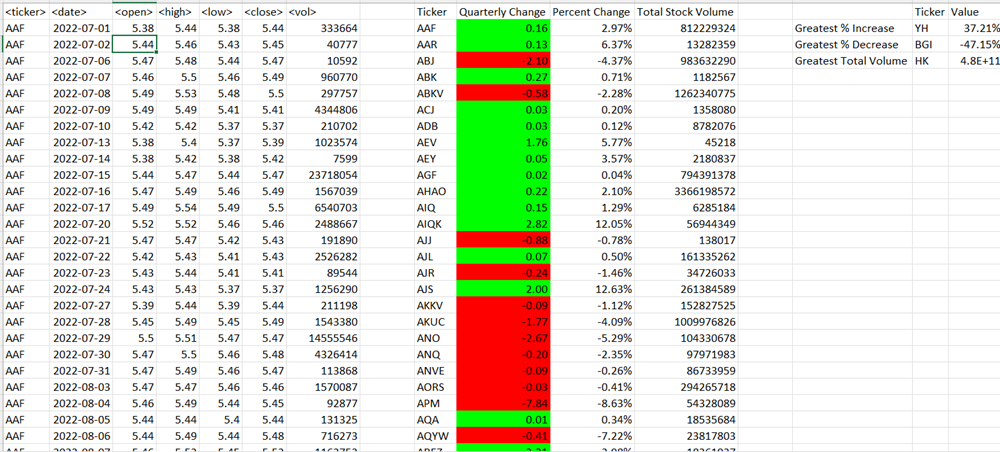 <ticker> <date> <open> <high> <low> <close> <vol> Ticker Quarterly Change Percent Change Total Stock Volume Ticker Value
AAF 2022-07-01 5.38 5.44 5.38 5.44 333664 AAF 0.16 2.97% 812229324 Greatest % Increase YH 37.21%
AAF 2022-07-02 5.44 5.46 5.43 5.45 40777 AAR 0.13 6.37% 13282359 Greatest % Decrease BGI -47.15%
AAF 2022-07-06 5.47 5.48 5.44 5.47 10592 ABJ -2.10 -4.37% 983632290 Greatest Total Volume HK 4.8E+11
AAF 2022-07-07 5.46 5.5 5.46 5.49 960770 ABK 0.27 0.71% 1182567
AAF 2022-07-08 5.49 5.53 5.48 5.5 297757 ABKV -0.58 -2.28% 1262340775
AAF 2022-07-09 5.49 5.49 5.41 5.41 4344806 ACJ 0.03 0.20% 1358080
AAF 2022-07-10 5.42 5.42 5.37 5.37 210702 ADB 0.03 0.12% 8782076
AAF 2022-07-13 5.38 5.4 5.37 5.39 1023574 AEV 1.76 5.77% 45218
AAF 2022-07-14 5.38 5.42 5.38 5.42 7599 AEY 0.05 3.57% 2180837
AAF 2022-07-15 5.44 5.47 5.44 5.47 23718054 AGF 0.02 0.04% 794391378
AAF 2022-07-16 5.47 5.49 5.46 5.49 1567039 AHAO 0.22 2.10% 3366198572
AAF 2022-07-17 5.49 5.54 5.49 5.5 6540703 AIQ 0.15 1.29% 6285184
AAF 2022-07-20 5.52 5.52 5.46 5.46 2488667 AIQK 2.82 12.05% 56944349
AAF 2022-07-21 5.47 5.47 5.42 5.43 191890 AJJ -0.88 -0.78% 138017
AAF 2022-07-22 5.42 5.43 5.41 5.43 2526282 AJL 0.07 0.50% 161335262
AAF 2022-07-23 5.43 5.44 5.41 5.41 89544 AJR -0.24 -1.46% 34726033
AAF 2022-07-24 5.43 5.43 5.37 5.37 1256290 AJS 2.00 12.63% 261384589
AAF 2022-07-27 5.39 5.44 5.39 5.44 211198 AKKV -0.09 -1.12% 152827525
AAF 2022-07-28 5.45 5.49 5.45 5.49 1543380 AKUC -1.77 -4.09% 1009976826
AAF 2022-07-29 5.5 5.51 5.47 5.47 14555546 ANO -2.67 -5.29% 104330678
AAF 2022-07-30 5.47 5.5 5.46 5.48 4326414 ANQ -0.20 -2.35% 97971983
AAF 2022-07-31 5.49 5.49 5.47 5.47 113868 ANVE -0.09 -0.26% 86733959
AAF 2022-08-03 5.47 5.47 5.46 5.46 1570087 AORS -0.03 -0.41% 294265718
AAF 2022-08-04 5.46 5.49 5.44 5.45 92877 APM -7.84 -8.63% 54328089
AAF 2022-08-05 5.44 5.44 5.4 5.44 131325 AQA 0.01 0.34% 18535684
AAF 2022-08-06 5.44 5.49 5.44 5.48 716273 AQYW -0.41 -7.22% 23817803